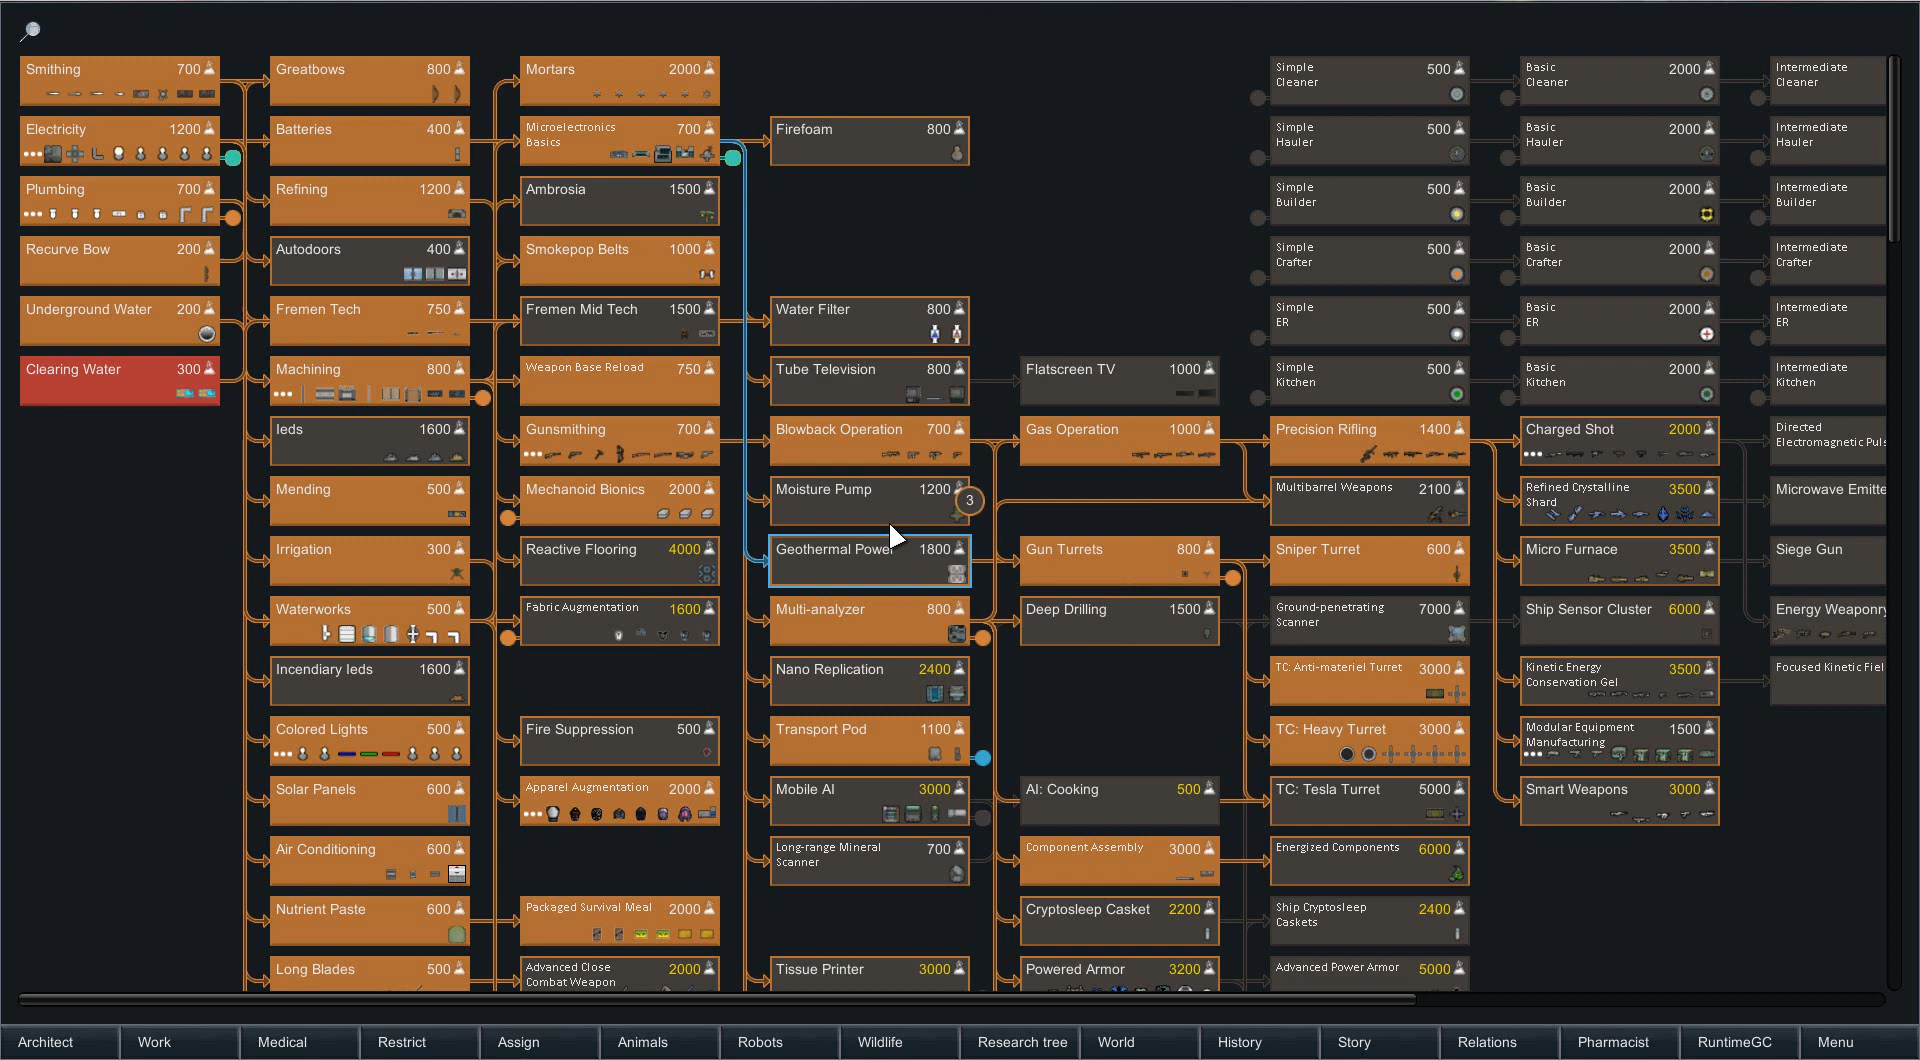 Smithing 700
Greatbows 800
Mortars 2000
Simple Cleaner 500
Basic Cleaner 2000
Intermediate Cleaner
Electricity 1200
Batteries 400
Microelectronics Basics 700
Firefoam 800
Simple Hauler 500
Basic Hauler 2000
Intermediate Hauler
Plumbing 700
Refining 1200
Ambrosia 1500
Simple Builder 500
Basic Builder 2000
Intermediate Builder
Recurve Bow 200
Autodoors 400
Smokepop Belts 1000
Simple Crafter 500
Basic Crafter 2000
Intermediate Crafter
Underground Water 200
Fremen Tech 750
Fremen Mid Tech 1500
Water Filter 800
Simple ER 500
Basic ER 2000
Intermediate ER
Clearing Water 300
Machining 800
Weapon Base Reload 750
Tube Television 800
Flatscreen TV 1000
Simple Kitchen 500
Basic Kitchen 2000
Intermediate Kitchen
Ieds 1600
Gunsmithing 700
Blowback Operation 700
Gas Operation 1000
Precision Rifling 1400
Charged Shot 2000
Directed Electromagnetic Puls
Mending 500
Mechanoid Bionics 2000
Moisture Pump 1200
3
Multibarrel Weapons 2100
Refined Crystalline Shard 3500
Microwave Emitte
Irrigation 300
Reactive Flooring 4000
Geothermal Power 1800
Gun Turrets 800
Sniper Turret 600
Micro Furnace 3500
Siege Gun
Waterworks 500
Fabric Augmentation 1600
Multi-analyzer 800
Deep Drilling 1500
Ground-penetrating Scanner 7000
Ship Sensor Cluster 6000
Energy Weaponry
Incendiary Ieds 1600
Nano Replication 2400
TC: Anti-materiel Turret 3000
Kinetic Energy Conservation Gel 3500
Focused Kinetic Fiel
Colored Lights 500
Fire Suppression 500
Transport Pod 1100
TC: Heavy Turret 3000
Modular Equipment Manufacturing 1500
Solar Panels 600
Apparel Augmentation 2000
Mobile AI 3000
AI: Cooking 500
TC: Tesla Turret 5000
Smart Weapons 3000
Air Conditioning 600
Long-range Mineral Scanner 700
Component Assembly 3000
Energized Components 6000
Nutrient Paste 600
Packaged Survival Meal 2000
Cryptosleep Casket 2200
Ship Cryptosleep Caskets 2400
Long Blades 500
Advanced Close Combat Weapon 2000
Tissue Printer 3000
Powered Armor 3200
Advanced Power Armor 5000
Architect Work Medical Restrict Assign Animals Robots Wildlife Research tree World History Story Relations Pharmacist RuntimeGC Menu